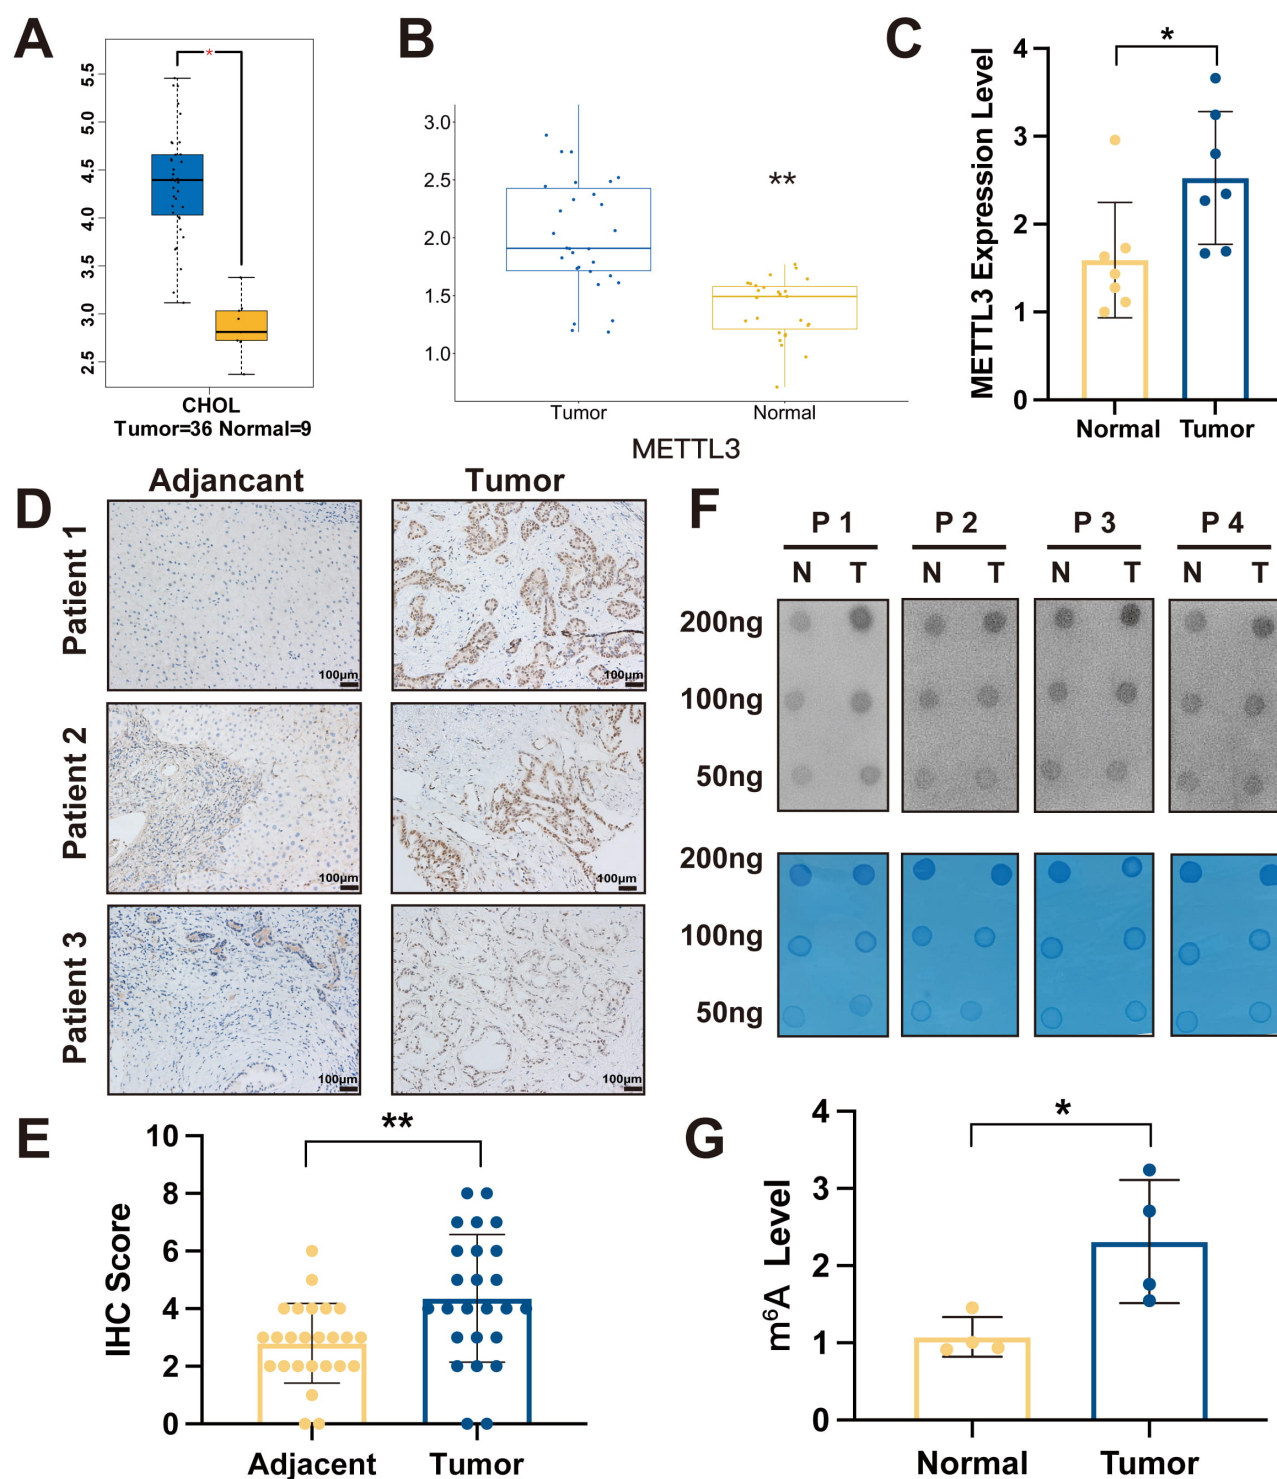 A
*
5.5
5.0
4.5
4.0
3.5
3.0
2.5
CHOL
Tumor=36 Normal=9
B
3.0
2.5
2.0
1.5
1.0
**
Tumor Normal
METTL3
C
METTL3 Expression Level
4
3
2
1
0
*
Normal Tumor
D
Adjancant Tumor
Patient 1
100μm 100μm
Patient 2
100μm 100μm
Patient 3
100μm 100μm
E
IHC Score
10
8
6
4
2
0
**
Adjacent Tumor
F
P 1 P 2 P 3 P 4
N T N T N T N T
200ng
100ng
50ng
200ng
100ng
50ng
G
m⁶A Level
4
3
2
1
0
*
Normal Tumor